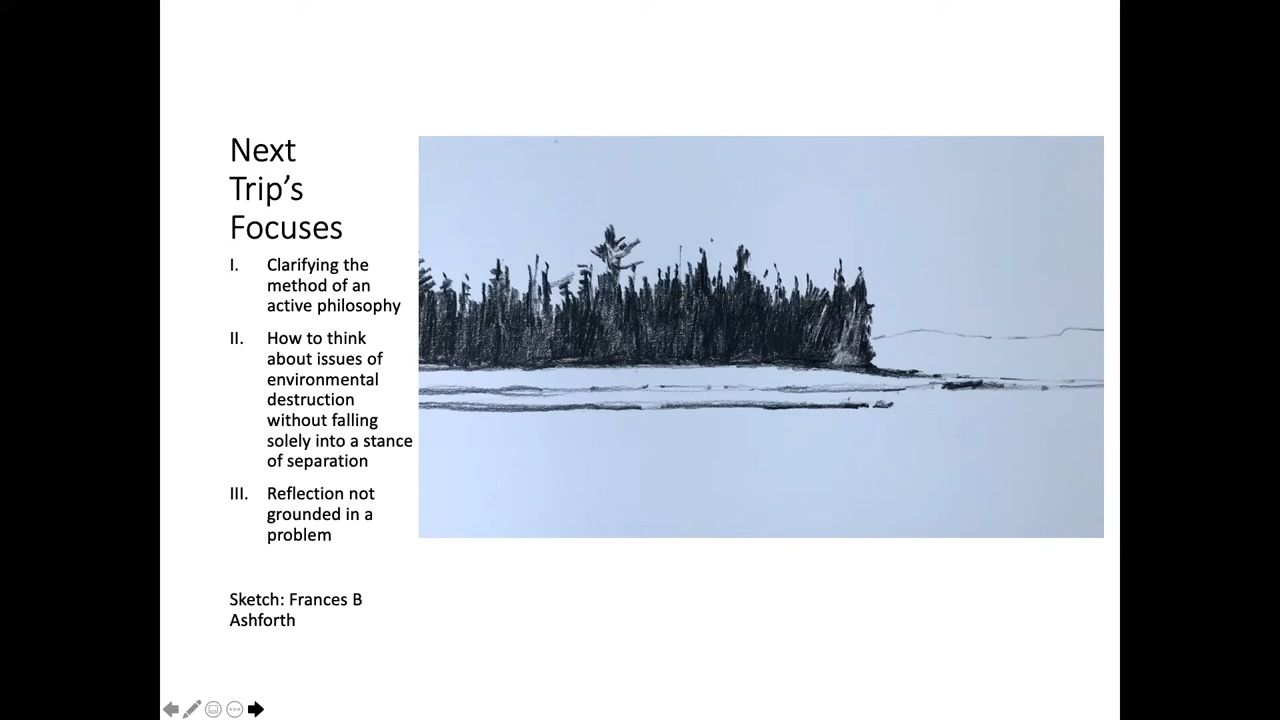 Next
Trip’s
Focuses
I. Clarifying the
method of an
active philosophy
II. How to think
about issues of
environmental
destruction
without falling
solely into a stance
of separation
III. Reflection not
grounded in a
problem
Sketch: Frances B
Ashforth